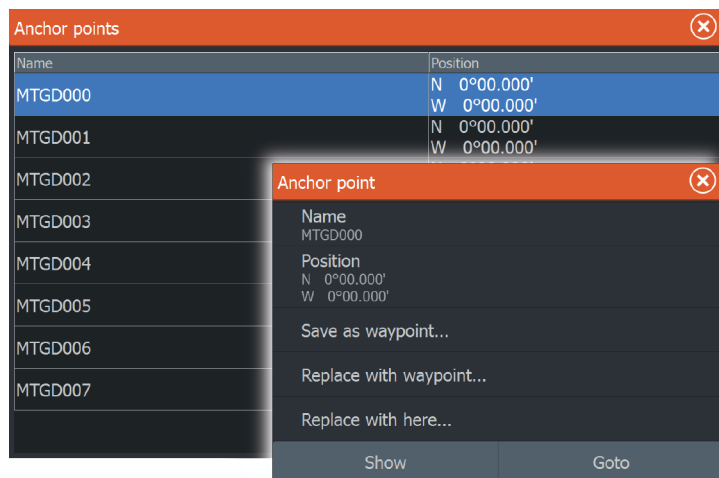 Anchor points
Name Position
MTGD000 N 0°00.000'
W 0°00.000'
MTGD001 N 0°00.000'
W 0°00.000'
MTGD002
MTGD003
MTGD004
MTGD005
MTGD006
MTGD007
Anchor point
Name
MTGD000
Position
N 0°00.000'
W 0°00.000'
Save as waypoint...
Replace with waypoint...
Replace with here...
Show Goto